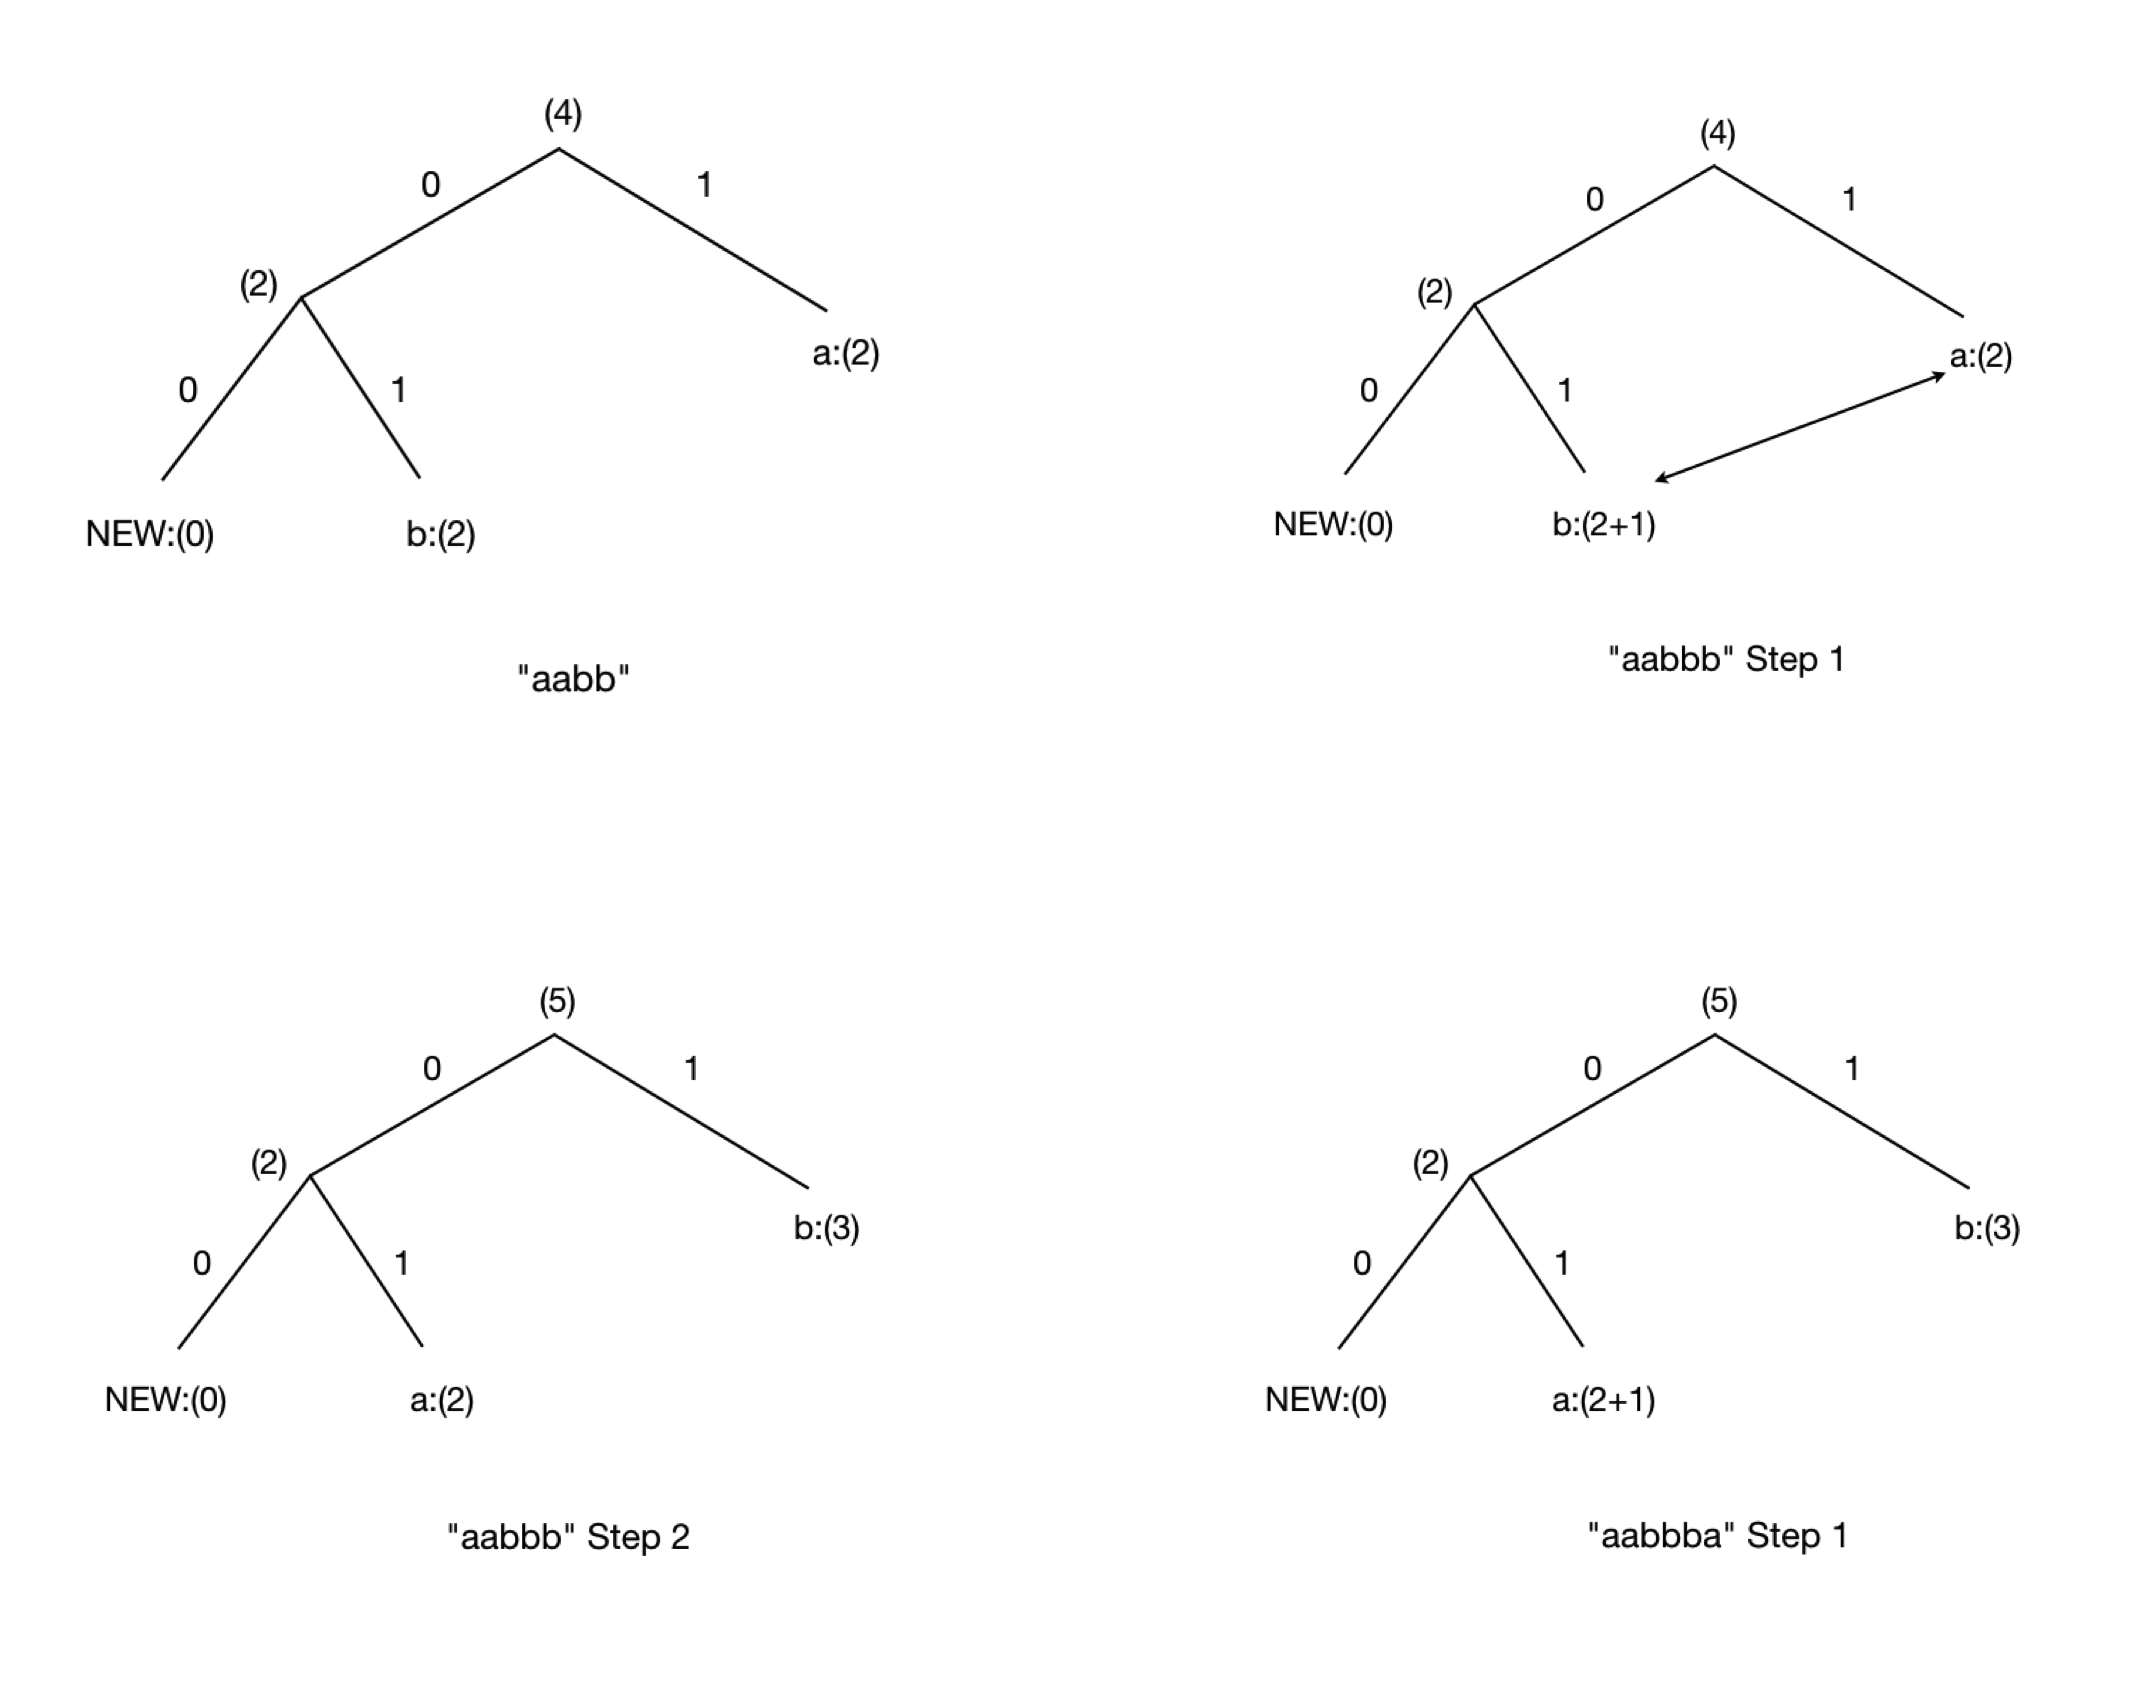 (4)
0 1
(2)
a:(2)
0 1
NEW:(0) b:(2)
"aabb"
(4)
0 1
(2)
a:(2)
0 1
NEW:(0) b:(2+1)
"aabbb" Step 1
(5)
0 1
(2)
b:(3)
0 1
NEW:(0) a:(2)
"aabbb" Step 2
(5)
0 1
(2)
b:(3)
0 1
NEW:(0) a:(2+1)
"aabbba" Step 1